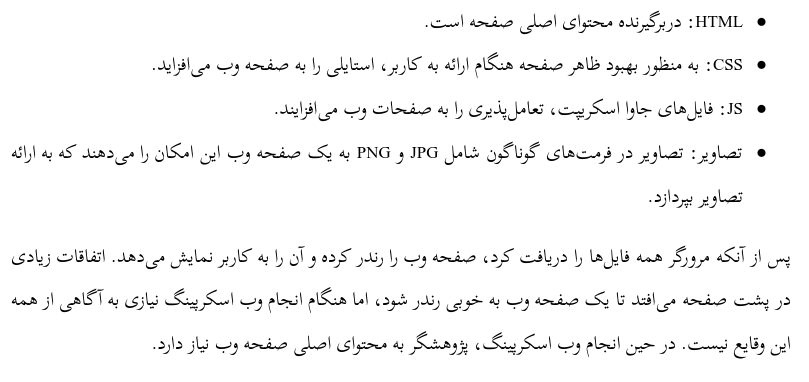 ● HTML: دربرگیرنده محتوای اصلی صفحه است.
● CSS: به منظور بهبود ظاهر صفحه هنگام ارائه به کاربر، استایلی را به صفحه وب می‌افزاید.
● JS: فایل‌های جاوا اسکریپت، تعامل‌پذیری را به صفحات وب می‌افزایند.
● تصاویر: تصاویر در فرمت‌های گوناگون شامل JPG و PNG به یک صفحه وب این امکان را می‌دهند که به ارائه
تصاویر بپردازد.
پس از آنکه مرورگر همه فایل‌ها را دریافت کرد، صفحه وب را رندر کرده و آن را به کاربر نمایش می‌دهد. اتفاقات زیادی
در پشت صفحه می‌افتد تا یک صفحه وب به خوبی رندر شود، اما هنگام انجام وب اسکرپینگ نیازی به آگاهی از همه
این وقایع نیست. در حین انجام وب اسکرپینگ، پژوهشگر به محتوای اصلی صفحه وب نیاز دارد.